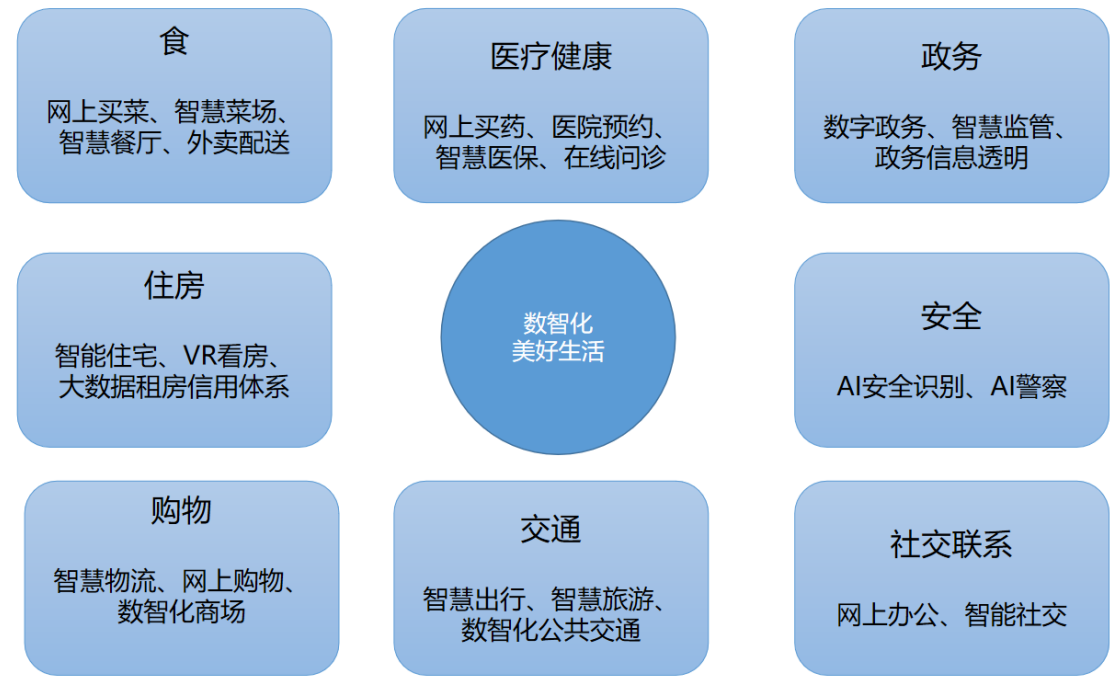 食
网上买菜、智慧菜场、
智慧餐厅、外卖配送
医疗健康
网上买药、医院预约、
智慧医保、在线问诊
政务
数字政务、智慧监管、
政务信息透明
住房
智能住宅、VR看房、
大数据租房信用体系
数智化
美好生活
安全
AI安全识别、AI警察
购物
智慧物流、网上购物、
数智化商场
交通
智慧出行、智慧旅游、
数智化公共交通
社交联系
网上办公、智能社交